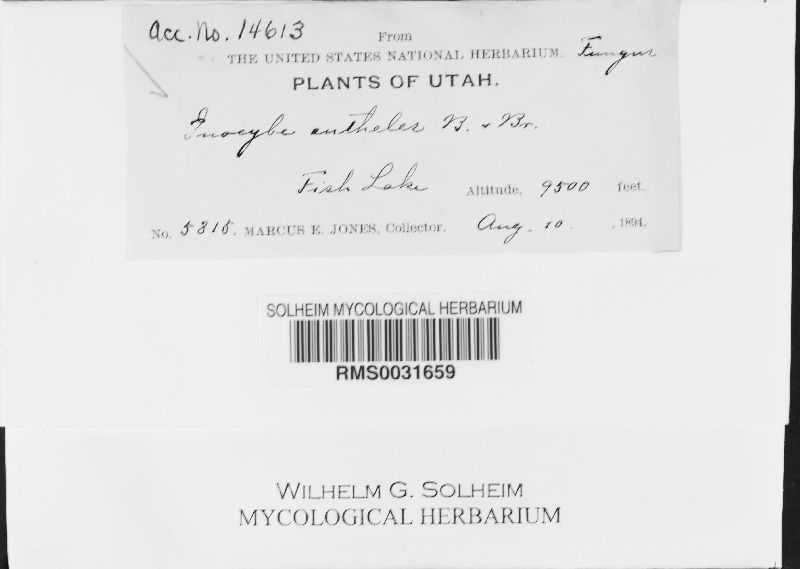 Acc. No. 14613
From
THE UNITED STATES NATIONAL HERBARIUM. Fungus
PLANTS OF UTAH.
Inocybe eutheles B. & Br.
Fish Lake Altitude, 9500 feet.
No. 5815. MARCUS E. JONES, Collector. Aug. 10, 1894.
SOLHEIM MYCOLOGICAL HERBARIUM
RMS0031659
WILHELM G. SOLHEIM
MYCOLOGICAL HERBARIUM